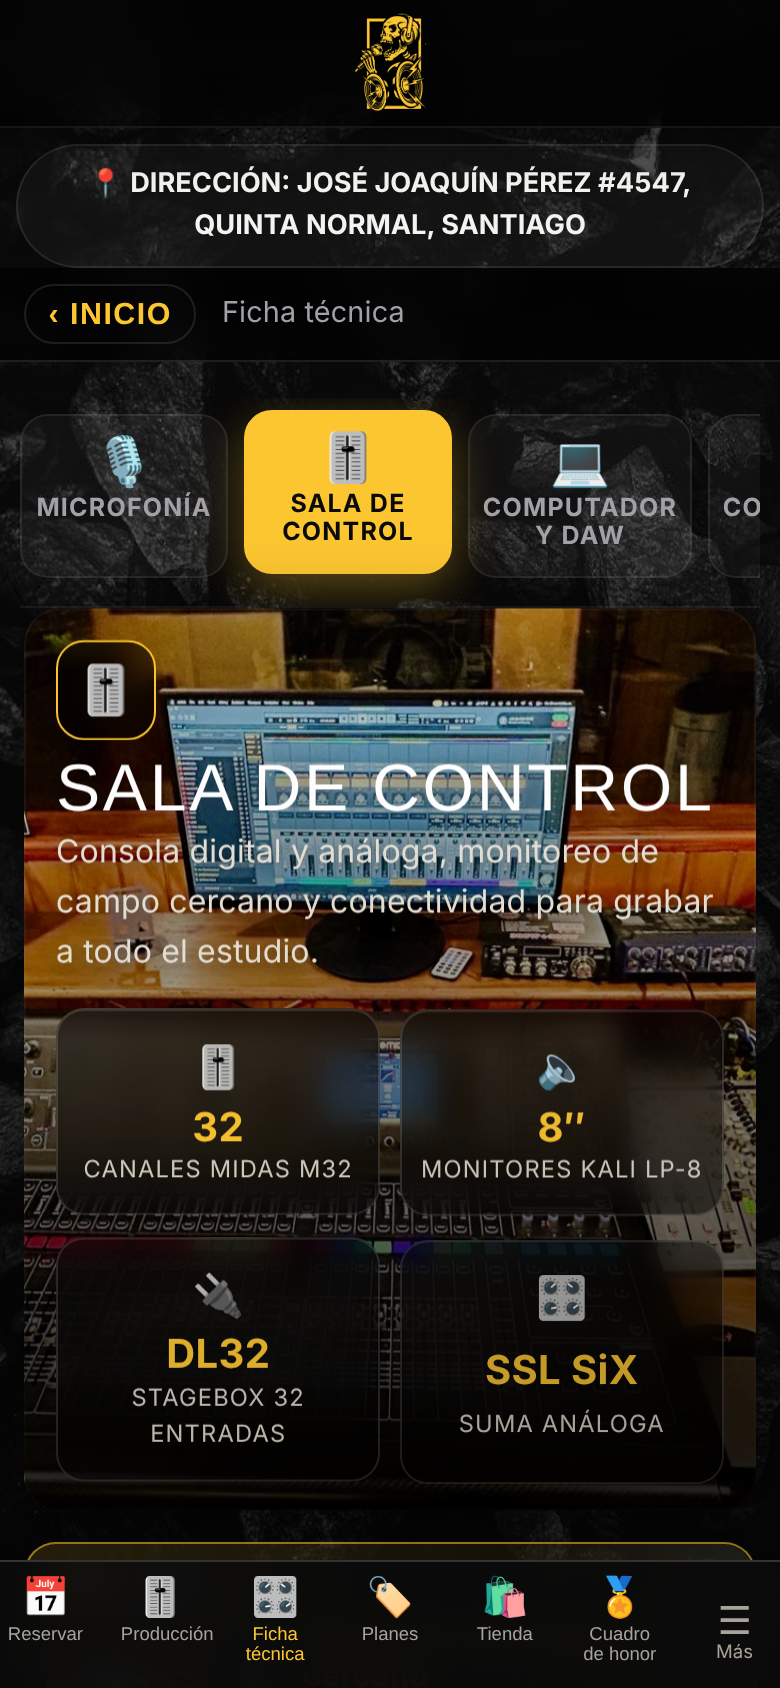 📍 DIRECCIÓN: JOSÉ JOAQUÍN PÉREZ #4547,
QUINTA NORMAL, SANTIAGO
‹ INICIO
Ficha técnica
MICROFONÍA
SALA DE
CONTROL
COMPUTADOR
Y DAW
CO
SALA DE CONTROL
Consola digital y análoga, monitoreo de
campo cercano y conectividad para grabar
a todo el estudio.
32
CANALES MIDAS M32
8″
MONITORES KALI LP-8
DL32
STAGEBOX 32
ENTRADAS
SSL SiX
SUMA ANÁLOGA
July
17
Reservar
Producción
Ficha
técnica
Planes
Tienda
Cuadro
de honor
☰
Más